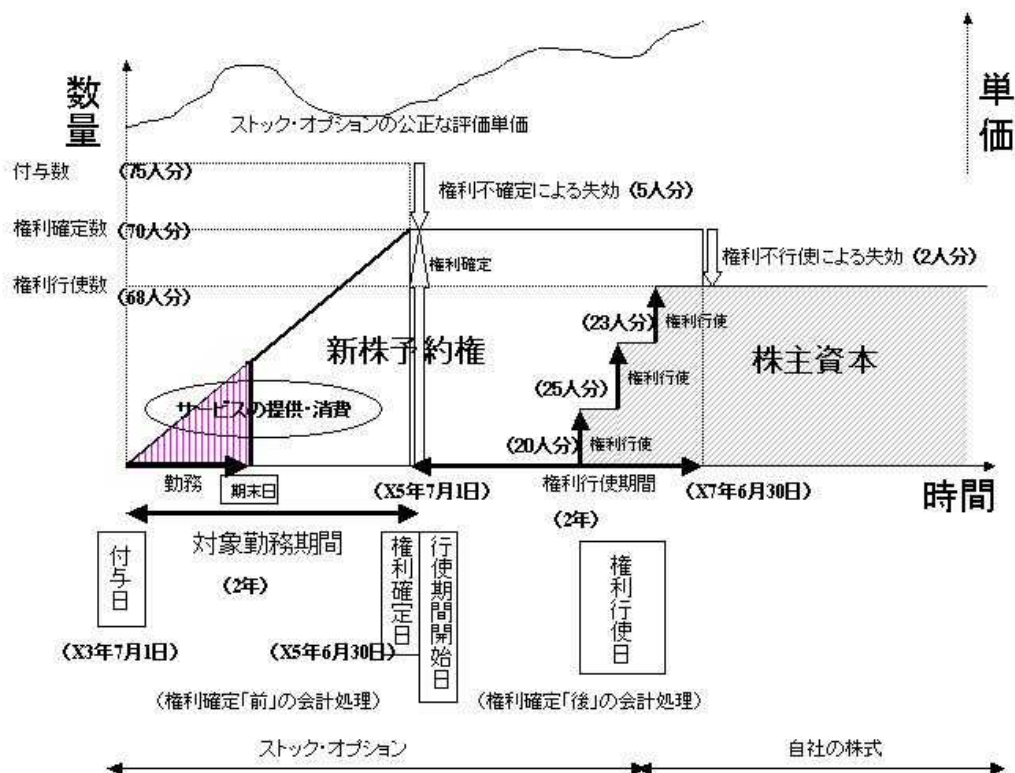 数量
単価
ストック・オプションの公正な評価単価
付与数
(75人分)
権利不確定による失効 (5人分)
権利確定数
(70人分)
権利確定
権利不行使による失効 (2人分)
権利行使数
(68人分)
(23人分)
権利行使
新株予約権
株主資本
(25人分)
権利行使
サービスの提供・消費
(20人分)
権利行使
勤務
期末日
(X5年7月1日)
権利行使期間
(X7年6月30日)
時間
(2年)
対象勤務期間
(2年)
付与日
権利確定日
行使期間開始日
権利行使日
(X3年7月1日)
(X5年6月30日)
(権利確定「前」の会計処理)
(権利確定「後」の会計処理)
ストック・オプション
自社の株式